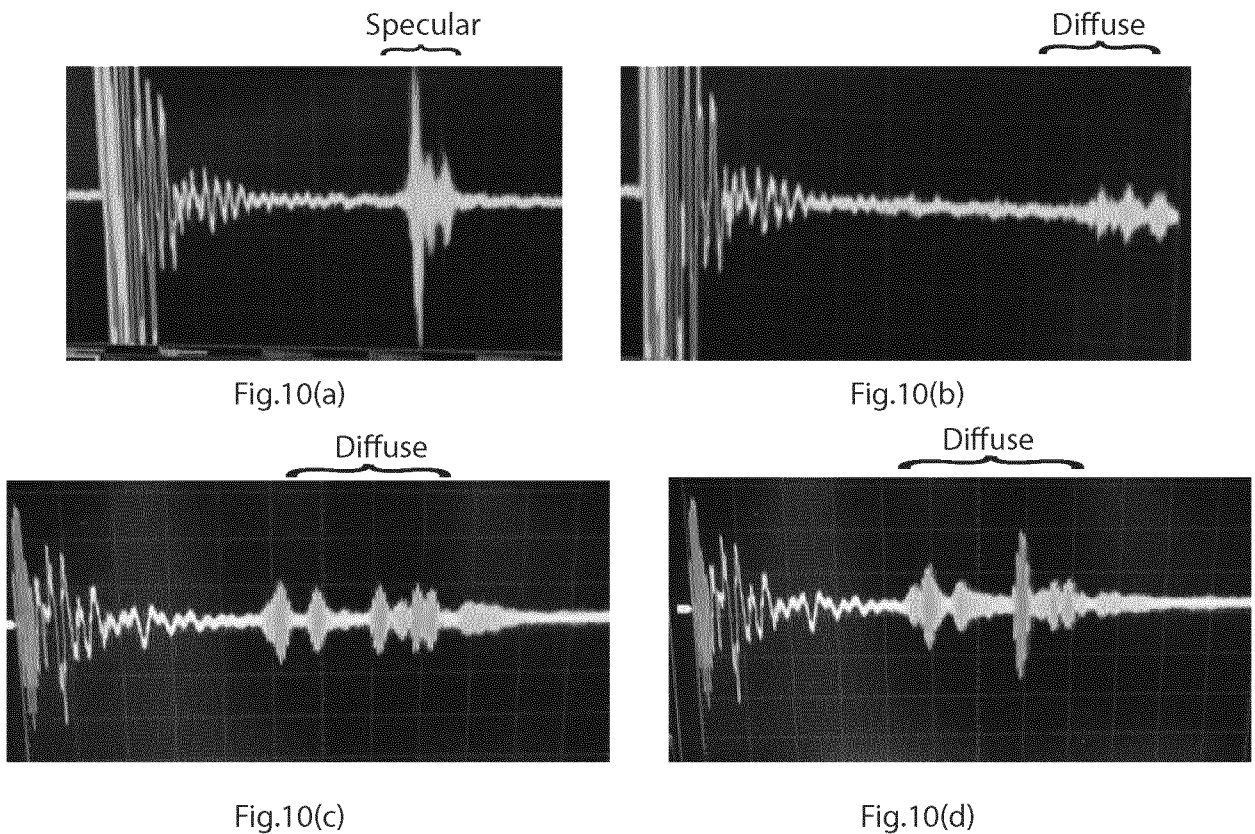 Specular
Diffuse
Fig.10(a)
Fig.10(b)
Diffuse
Diffuse
Fig.10(c)
Fig.10(d)